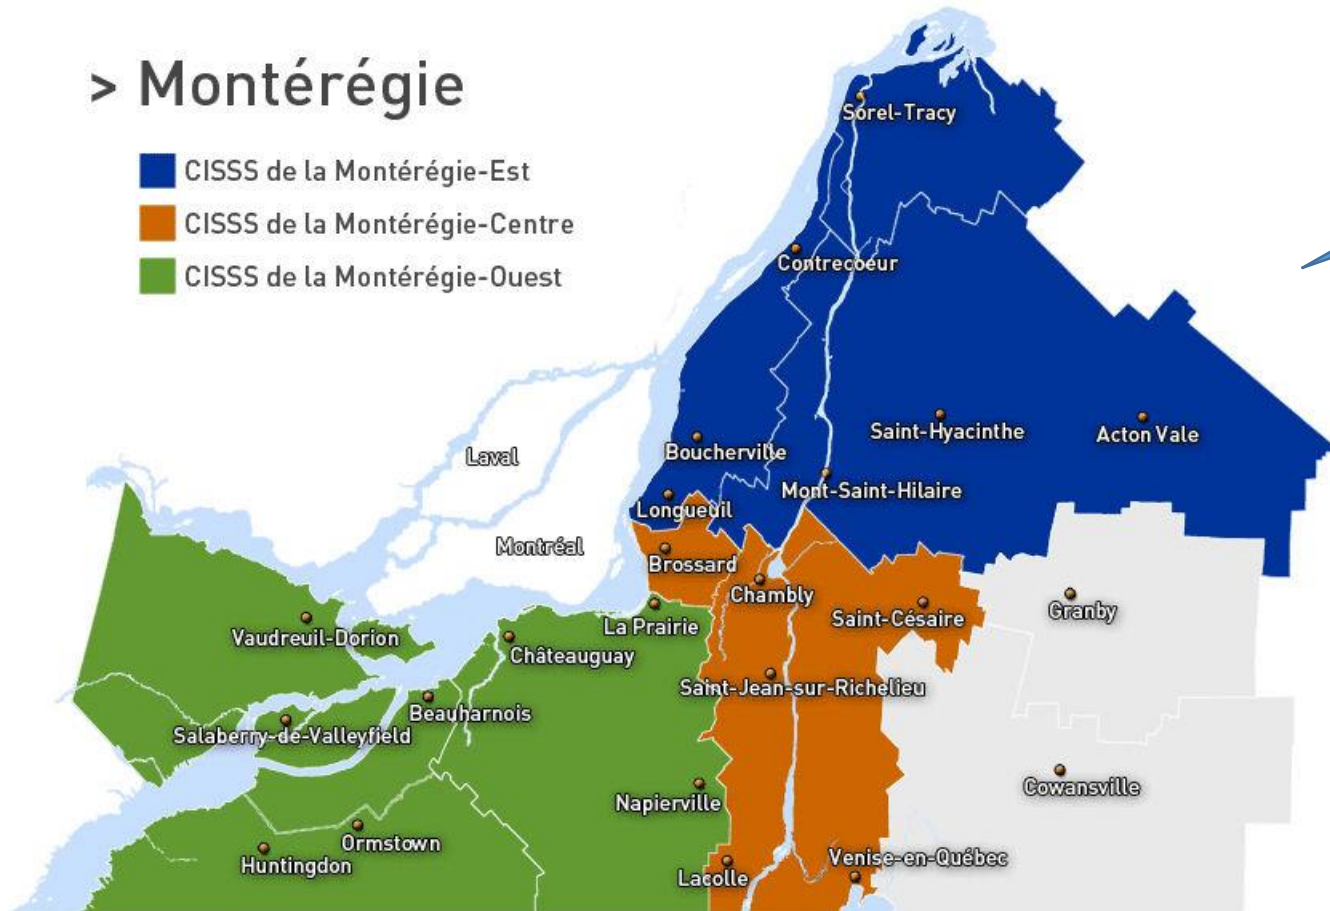 > Montérégie
CISSS de la Montérégie-Est
CISSS de la Montérégie-Centre
CISSS de la Montérégie-Ouest
Sorel-Tracy
Contrecoeur
Saint-Hyacinthe
Acton Vale
Boucherville
Laval
Mont-Saint-Hilaire
Longueuil
Montréal
Brossard
Chambly
Granby
Saint-Césaire
La Prairie
Vaudreuil-Dorion
Châteauguay
Saint-Jean-sur-Richelieu
Beauharnois
Salaberry-de-Valleyfield
Cowansville
Napierville
Ormstown
Venise-en-Québec
Huntingdon
Lacolle